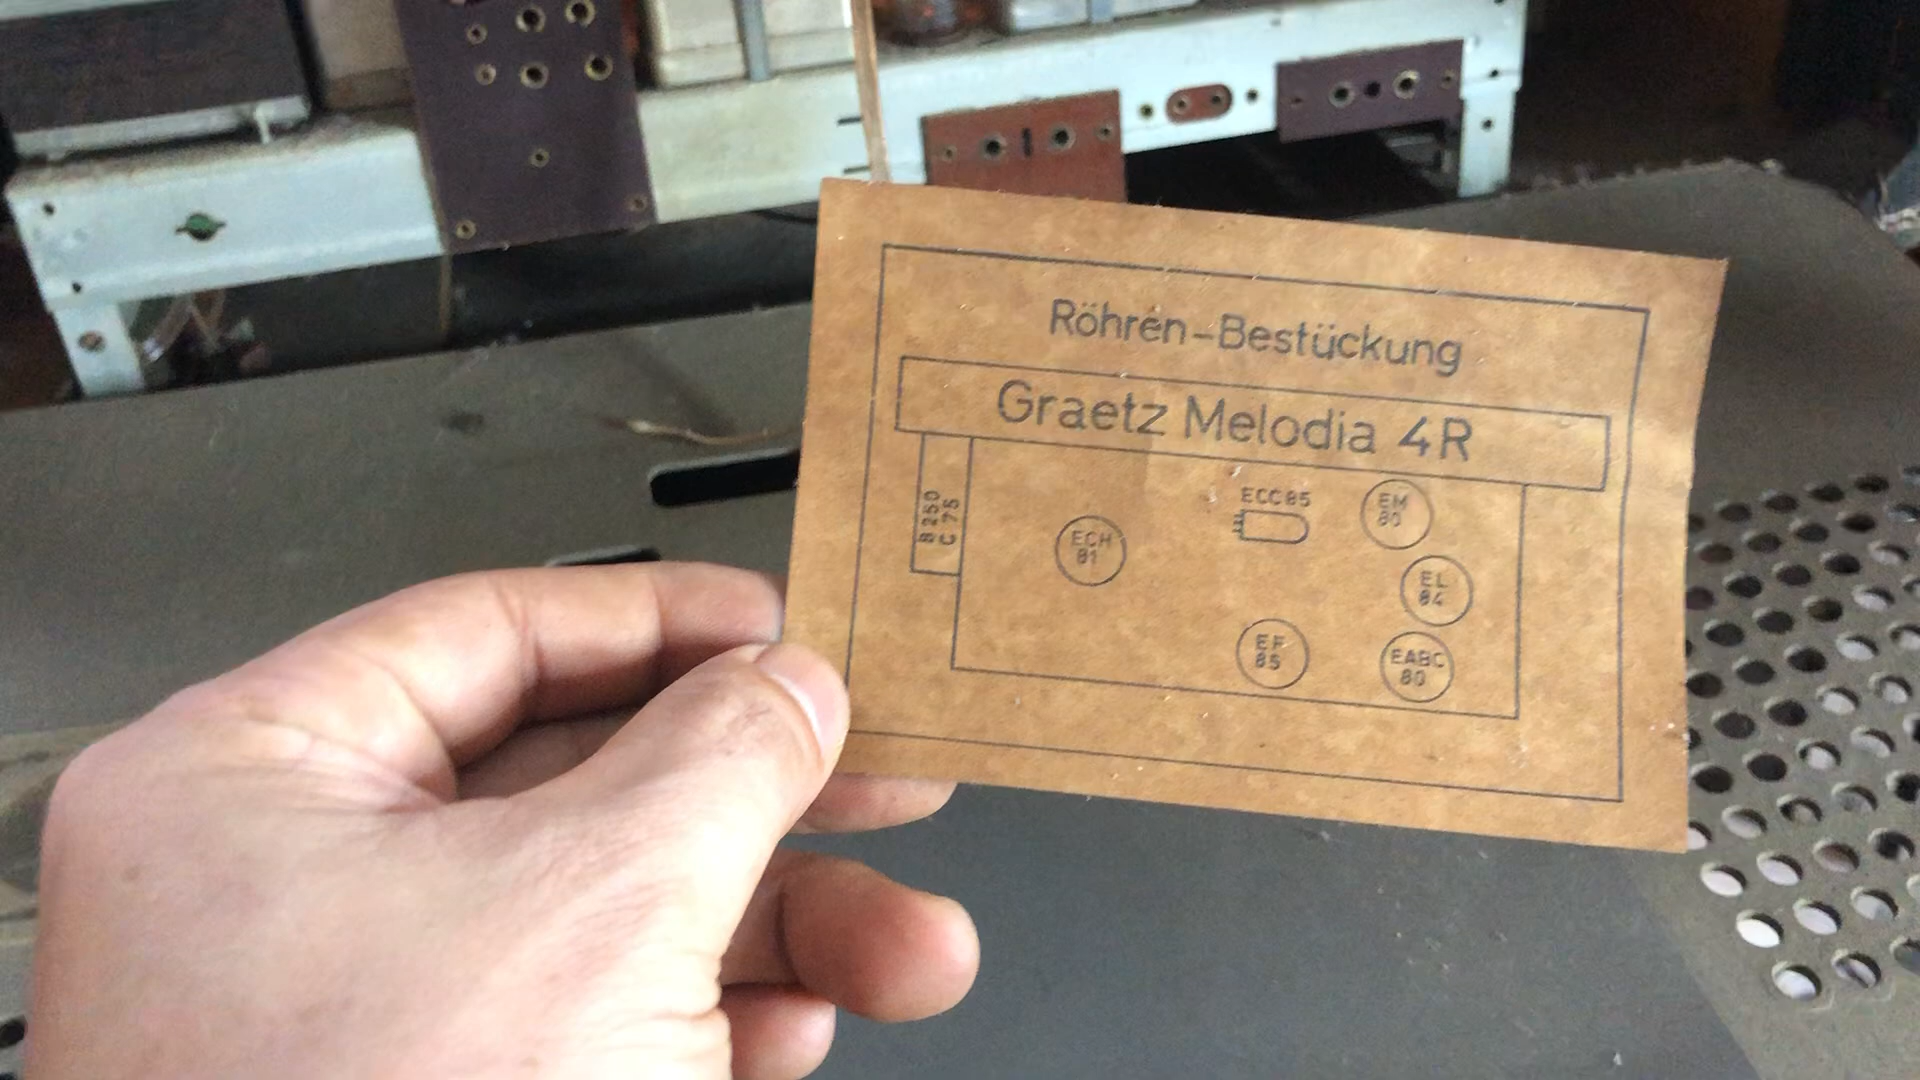 Röhren-Bestückung
Graetz Melodia 4R
B 250
C 75
ECH
81
ECC85
EM
80
EL
84
EF
85
EABC
80